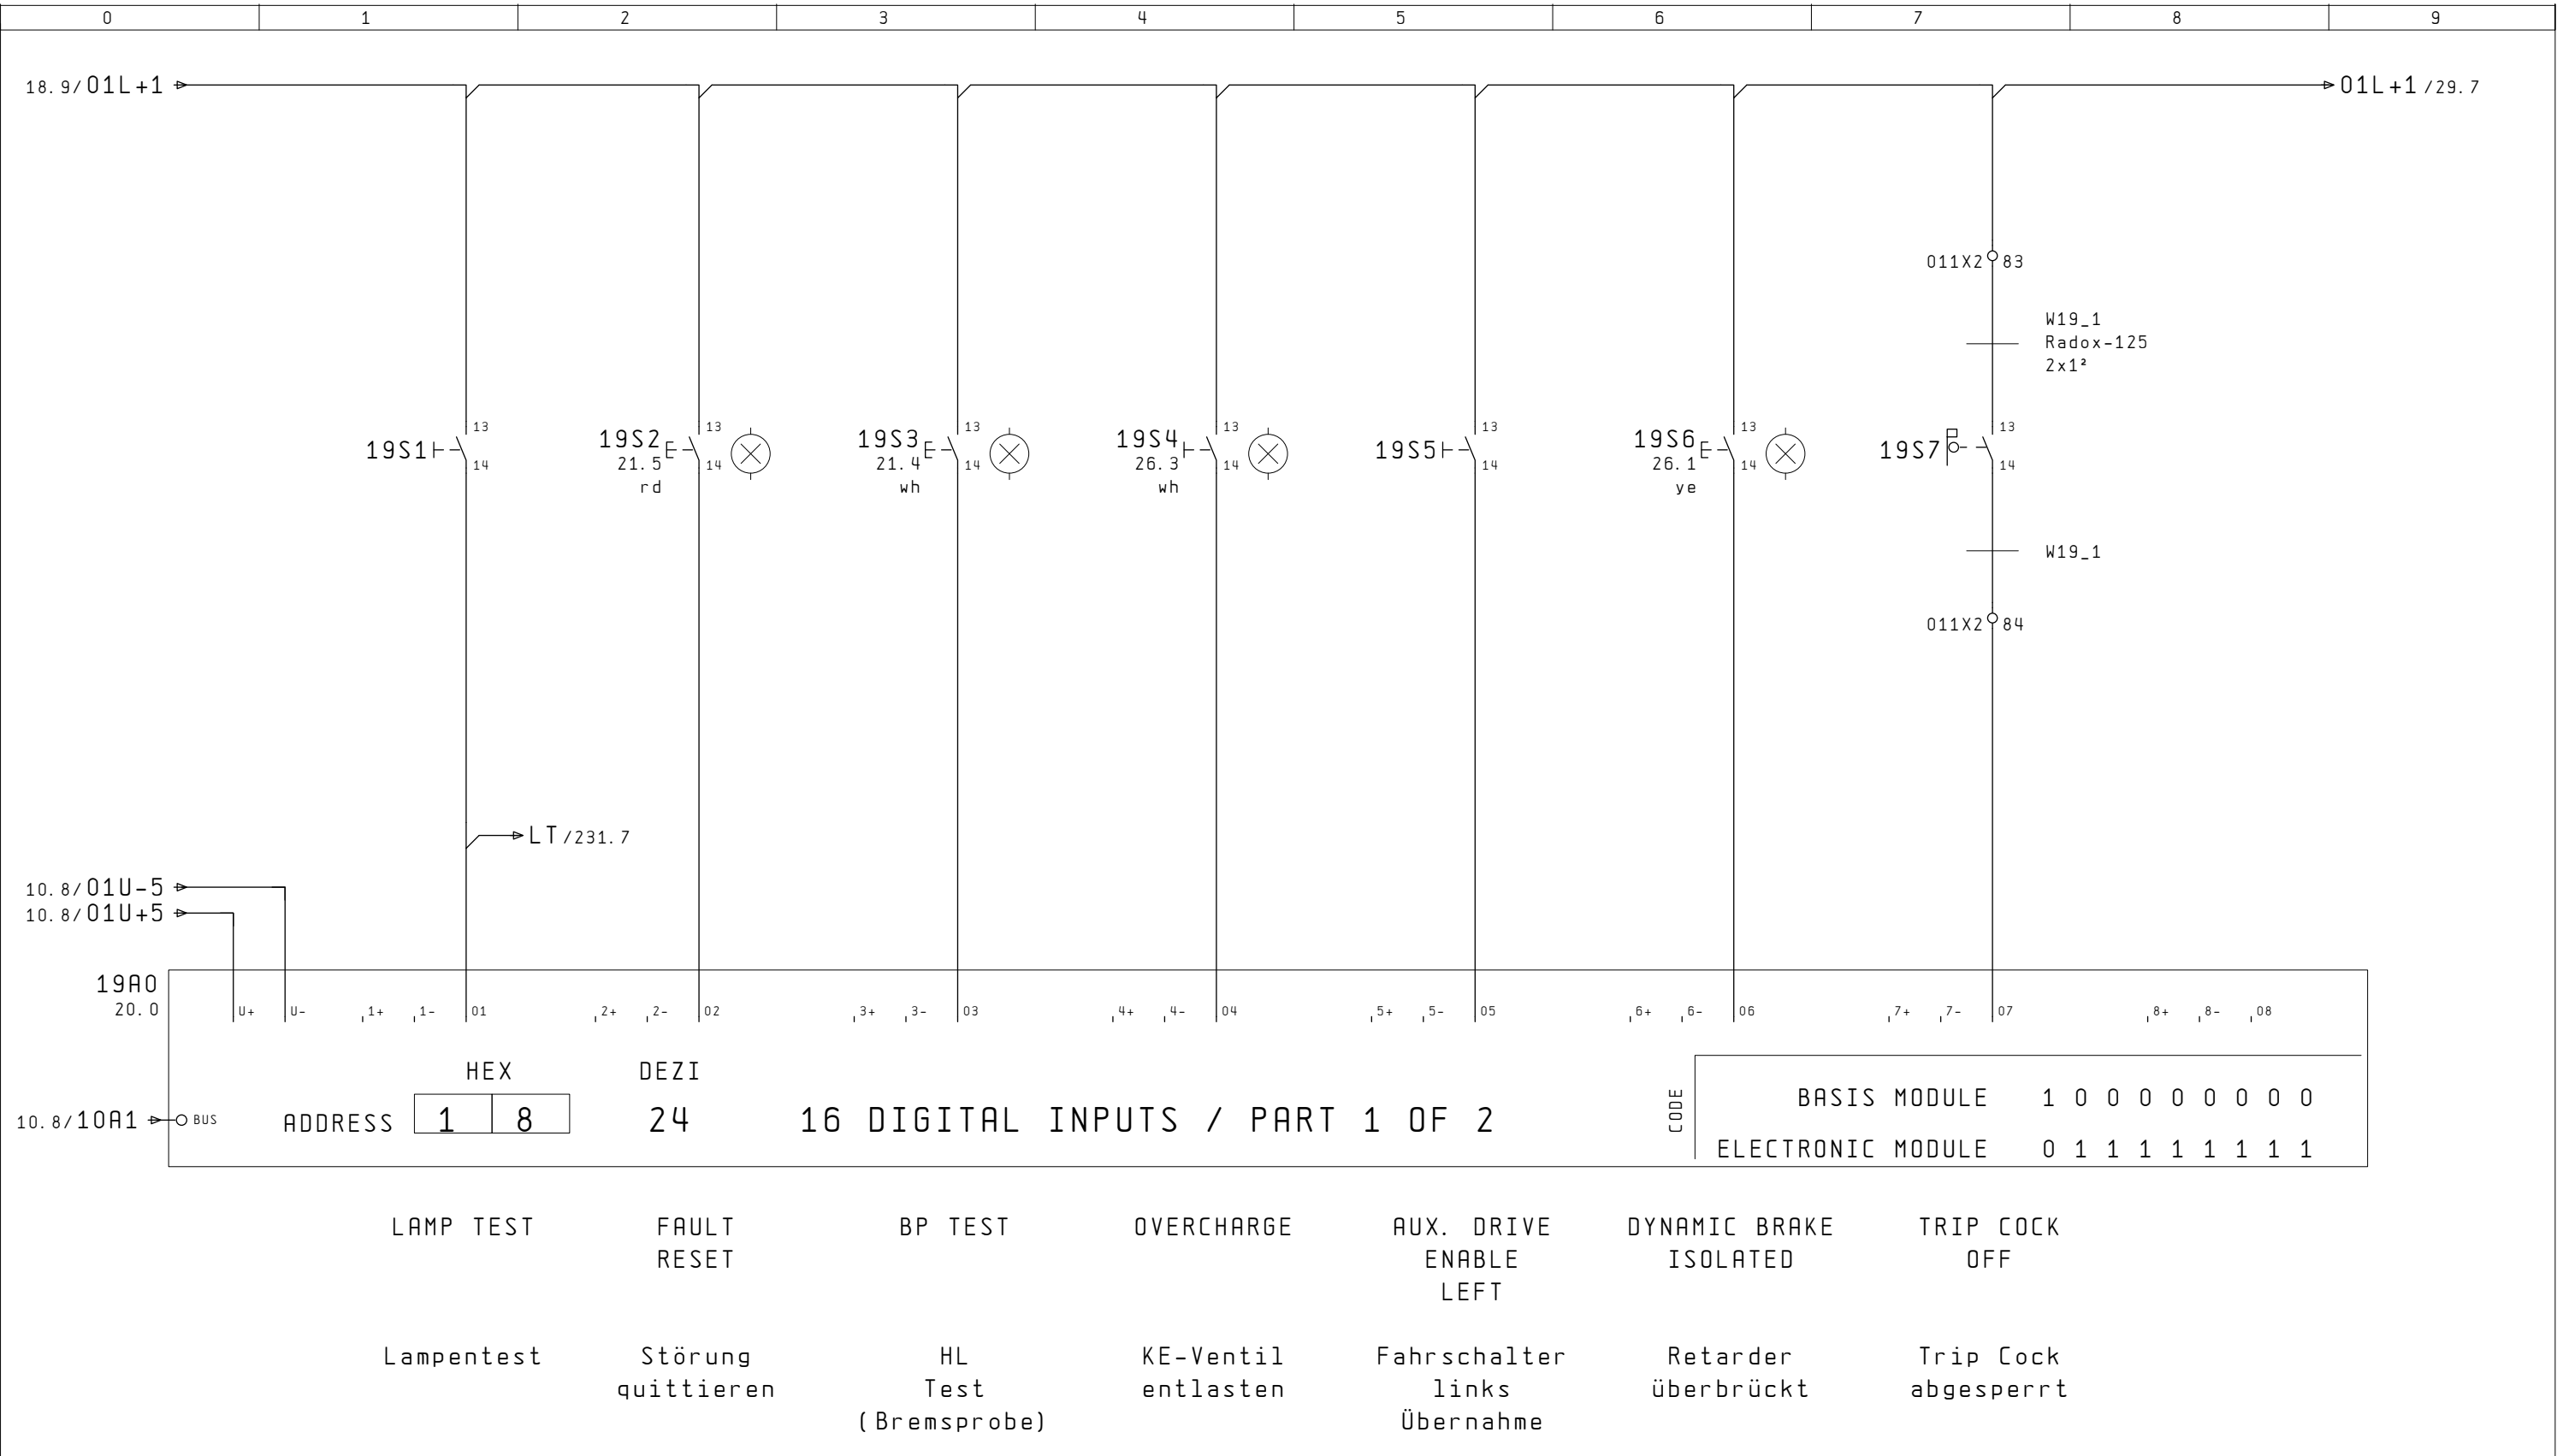 0 1 2 3 4 5 6 7 8 9
18.9/01L+1 01L+1/29.7
011X2 83
W19_1
Radox-125
2x1²
19S1 13 14
19S2 13 14
21.5
rd
19S3 13 14
21.4
wh
19S4 13 14
26.3
wh
19S5 13 14
19S6 13 14
26.1
ye
19S7 13 14
W19_1
011X2 84
LT/231.7
10.8/01U-5
10.8/01U+5
19A0
20.0
U+ U- 1+ 1- 01 2+ 2- 02 3+ 3- 03 4+ 4- 04 5+ 5- 05 6+ 6- 06 7+ 7- 07 8+ 8- 08
HEX DEZI
10.8/10A1 BUS ADDRESS 1 8 24 16 DIGITAL INPUTS / PART 1 OF 2
CODE
BASIS MODULE 1 0 0 0 0 0 0 0 0
ELECTRONIC MODULE 0 1 1 1 1 1 1 1 1
LAMP TEST
FAULT
RESET
BP TEST
OVERCHARGE
AUX. DRIVE
ENABLE
LEFT
DYNAMIC BRAKE
ISOLATED
TRIP COCK
OFF
Lampentest
Störung
quittieren
HL
Test
(Bremsprobe)
KE-Ventil
entlasten
Fahrschalter
links
Übernahme
Retarder
überbrückt
Trip Cock
abgesperrt